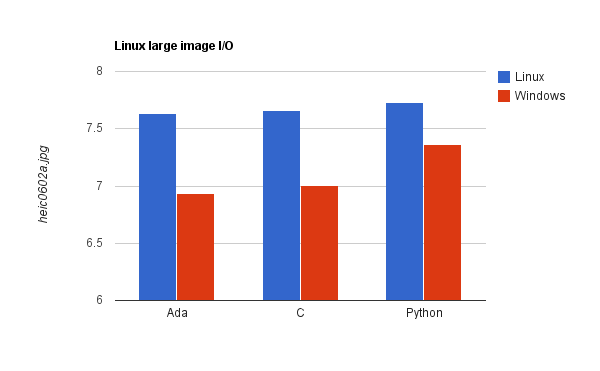 Linux large image I/O
heic0602a.jpg
8
7.5
7
6.5
6
Ada
C
Python
Linux
Windows